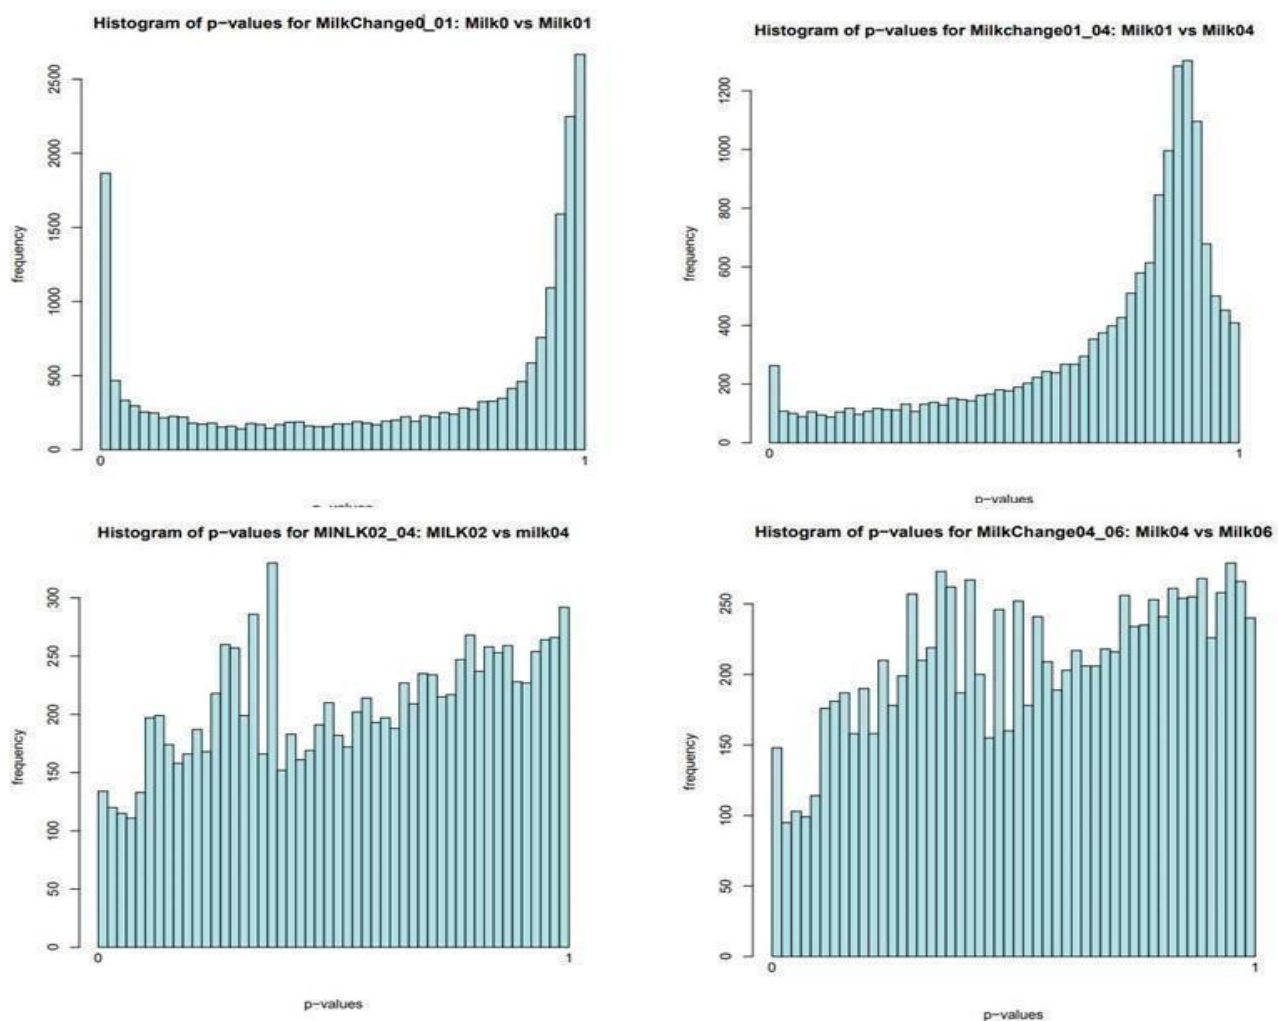 Histogram of p-values for MilkChange0_01: Milk0 vs Milk01
2500
2000
1500
1000
500
0
frequency
0 1
p-values
Histogram of p-values for Milkchange01_04: Milk01 vs Milk04
1200
1000
800
600
400
200
0
frequency
0 1
p-values
Histogram of p-values for MINLK02_04: MILK02 vs milk04
300
250
200
150
100
50
0
frequency
0 1
p-values
Histogram of p-values for MilkChange04_06: Milk04 vs Milk06
250
200
150
100
50
0
frequency
0 1
p-values